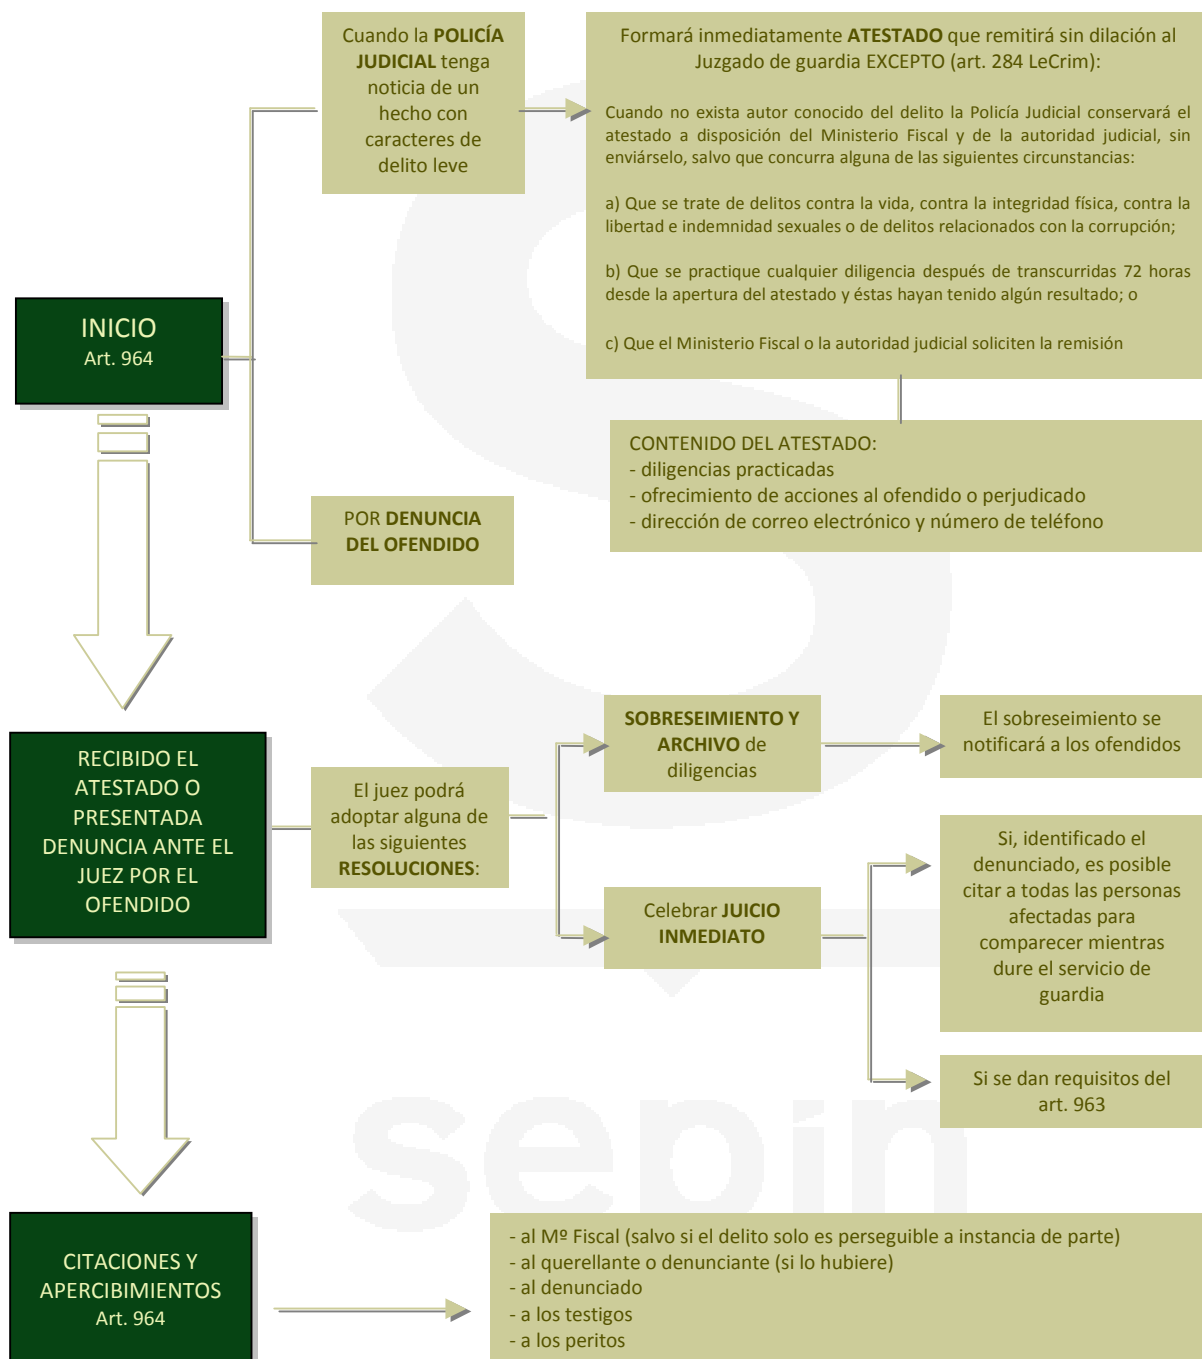 Cuando la POLICÍA
JUDICIAL tenga
noticia de un
hecho con
caracteres de
delito leve
Formará inmediatamente ATESTADO que remitirá sin dilación al
Juzgado de guardia EXCEPTO (art. 284 LeCrim):
Cuando no exista autor conocido del delito la Policía Judicial conservará el
atestado a disposición del Ministerio Fiscal y de la autoridad judicial, sin
enviárselo, salvo que concurra alguna de las siguientes circunstancias:
a) Que se trate de delitos contra la vida, contra la integridad física, contra la
libertad e indemnidad sexuales o de delitos relacionados con la corrupción;
b) Que se practique cualquier diligencia después de transcurridas 72 horas
desde la apertura del atestado y éstas hayan tenido algún resultado; o
c) Que el Ministerio Fiscal o la autoridad judicial soliciten la remisión
INICIO
Art. 964
CONTENIDO DEL ATESTADO:
- diligencias practicadas
- ofrecimiento de acciones al ofendido o perjudicado
- dirección de correo electrónico y número de teléfono
POR DENUNCIA
DEL OFENDIDO
RECIBIDO EL
ATESTADO O
PRESENTADA
DENUNCIA ANTE EL
JUEZ POR EL
OFENDIDO
El juez podrá
adoptar alguna de
las siguientes
RESOLUCIONES:
SOBRESEIMIENTO Y
ARCHIVO de
diligencias
El sobreseimiento se
notificará a los ofendidos
Celebrar JUICIO
INMEDIATO
Si, identificado el
denunciado, es posible
citar a todas las personas
afectadas para
comparecer mientras
dure el servicio de
guardia
Si se dan requisitos del
art. 963
sepín
CITACIONES Y
APERCIBIMIENTOS
Art. 964
- al Mº Fiscal (salvo si el delito solo es perseguible a instancia de parte)
- al querellante o denunciante (si lo hubiere)
- al denunciado
- a los testigos
- a los peritos